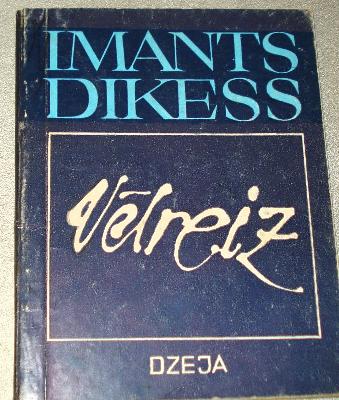 IMANTS
DIKESS
Vēlreiz
DZEJA